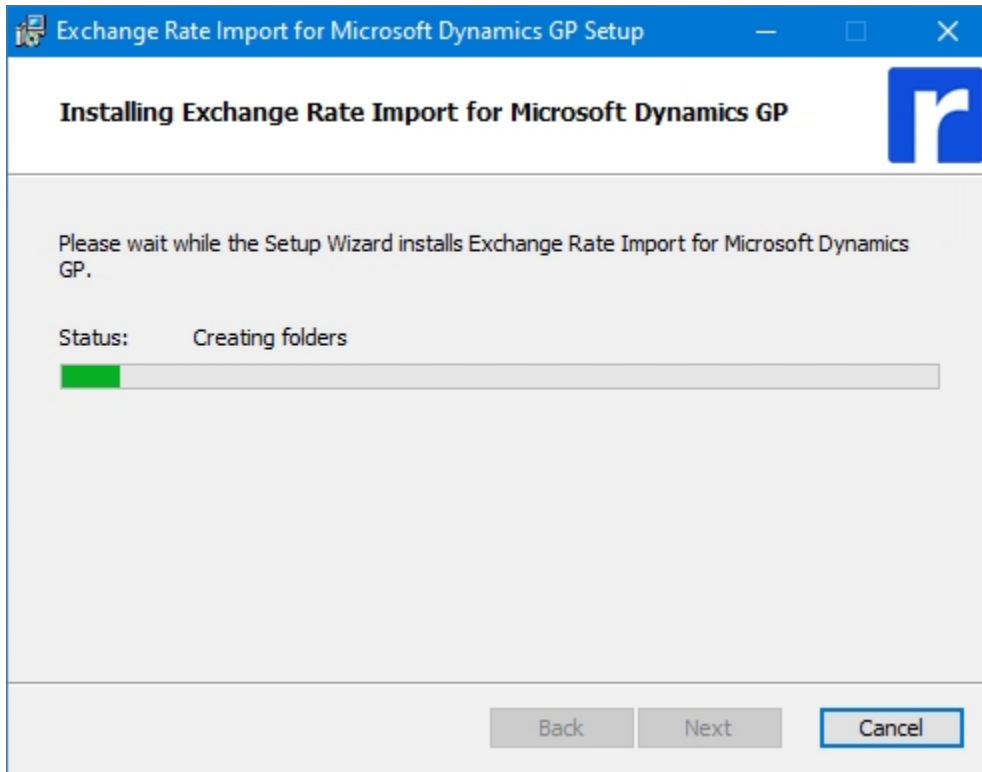 Exchange Rate Import for Microsoft Dynamics GP Setup
Installing Exchange Rate Import for Microsoft Dynamics GP
r
Please wait while the Setup Wizard installs Exchange Rate Import for Microsoft Dynamics
GP.
Status: Creating folders
Back Next Cancel